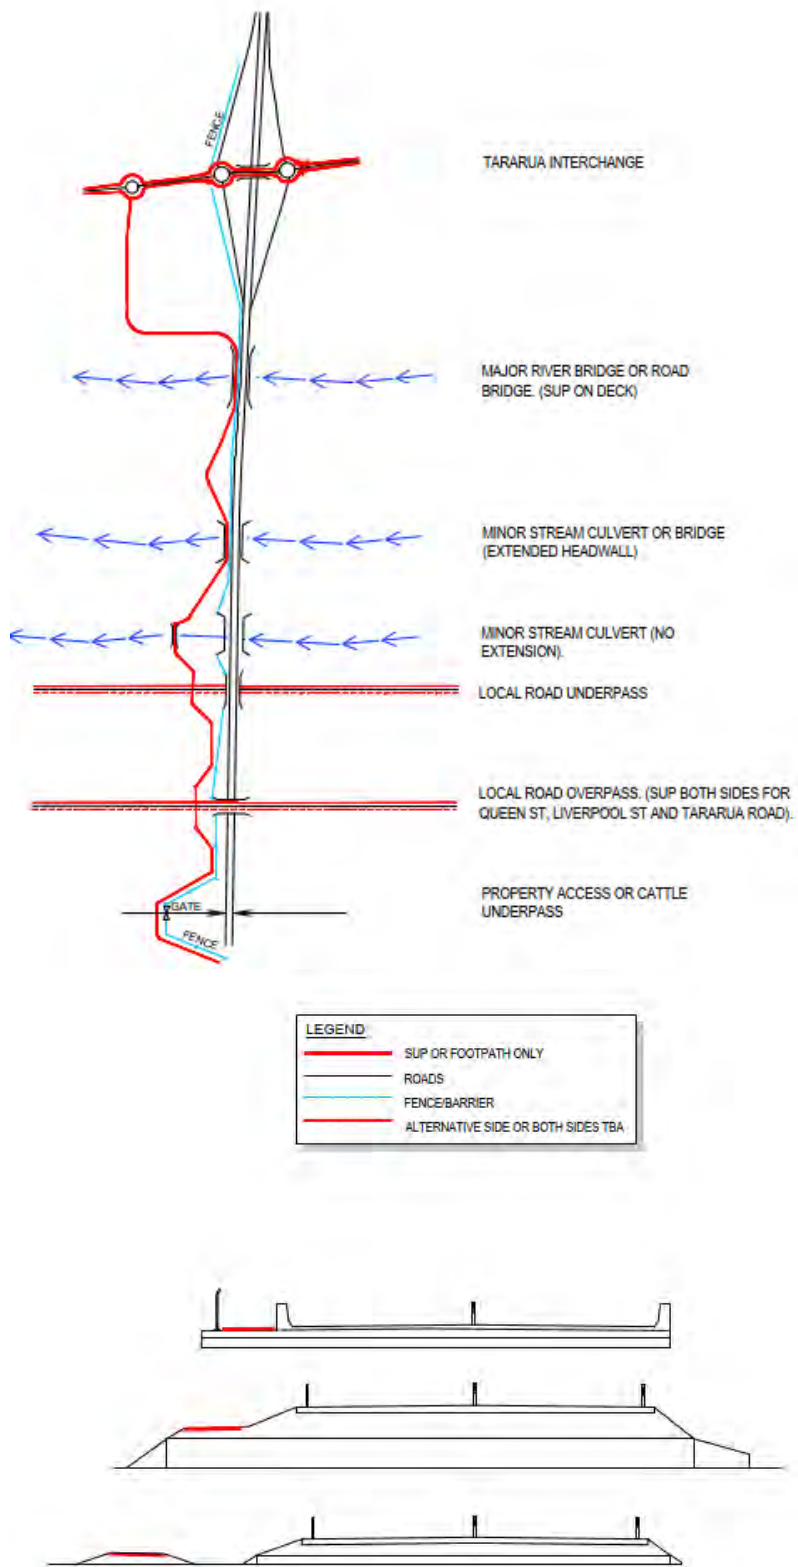 FENCE
TARARUA INTERCHANGE
MAJOR RIVER BRIDGE OR ROAD
BRIDGE. (SUP ON DECK)
MINOR STREAM CULVERT OR BRIDGE
(EXTENDED HEADWALL)
MINOR STREAM CULVERT (NO
EXTENSION).
LOCAL ROAD UNDERPASS
LOCAL ROAD OVERPASS. (SUP BOTH SIDES FOR
QUEEN ST, LIVERPOOL ST AND TARARUA ROAD).
PROPERTY ACCESS OR CATTLE
UNDERPASS
GATE
FENCE
LEGEND
SUP OR FOOTPATH ONLY
ROADS
FENCE/BARRIER
ALTERNATIVE SIDE OR BOTH SIDES TBA